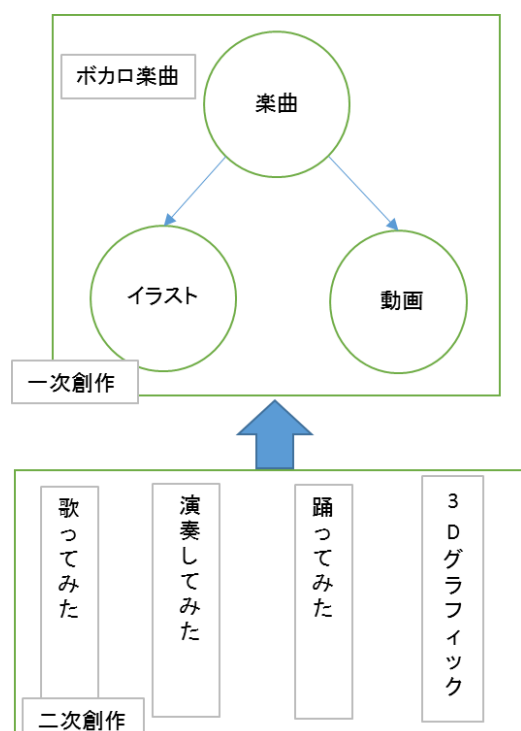 ボカロ楽曲
楽曲
イラスト
動画
一次創作
歌ってみた
演奏してみた
踊ってみた
3Dグラフィック
二次創作